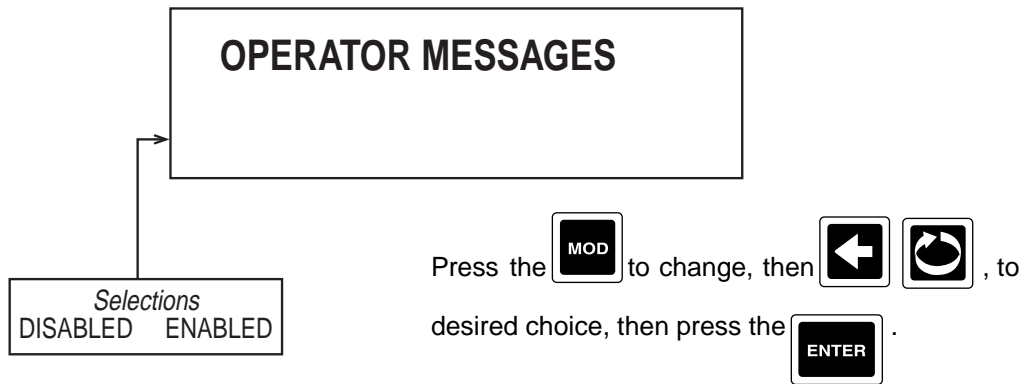 OPERATOR MESSAGES
Selections
DISABLED ENABLED
Press the MOD to change, then , to
desired choice, then press the ENTER .